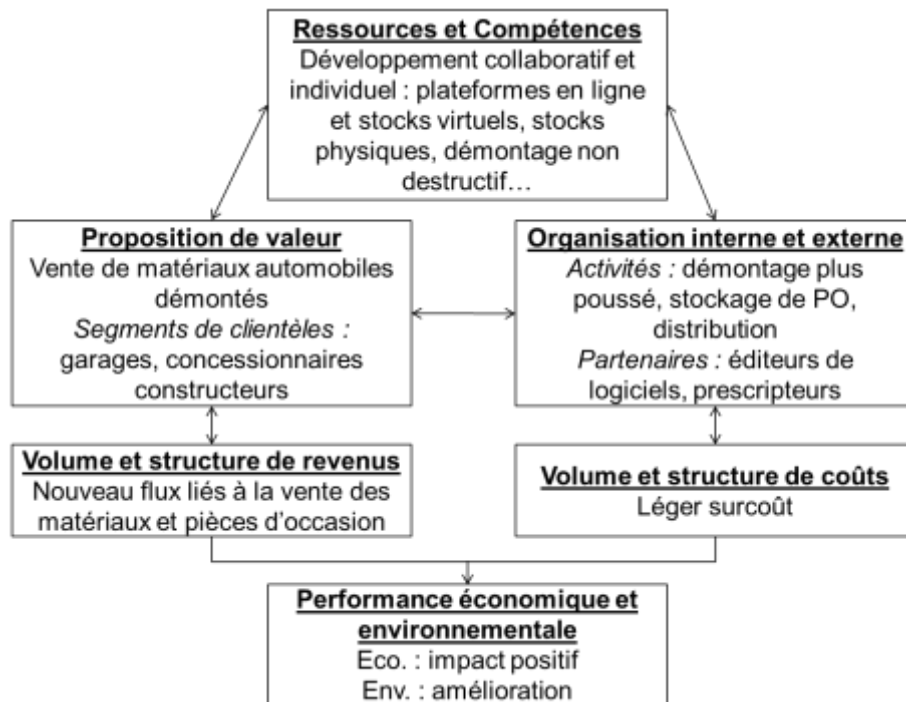 Ressources et Compétences
Développement collaboratif et
individuel : plateformes en ligne
et stocks virtuels, stocks
physiques, démontage non
destructif…
Proposition de valeur
Vente de matériaux automobiles
démontés
Segments de clientèles :
garages, concessionnaires
constructeurs
Organisation interne et externe
Activités : démontage plus
poussé, stockage de PO,
distribution
Partenaires : éditeurs de
logiciels, prescripteurs
Volume et structure de revenus
Nouveau flux liés à la vente des
matériaux et pièces d'occasion
Volume et structure de coûts
Léger surcoût
Performance économique et
environnementale
Eco. : impact positif
Env. : amélioration